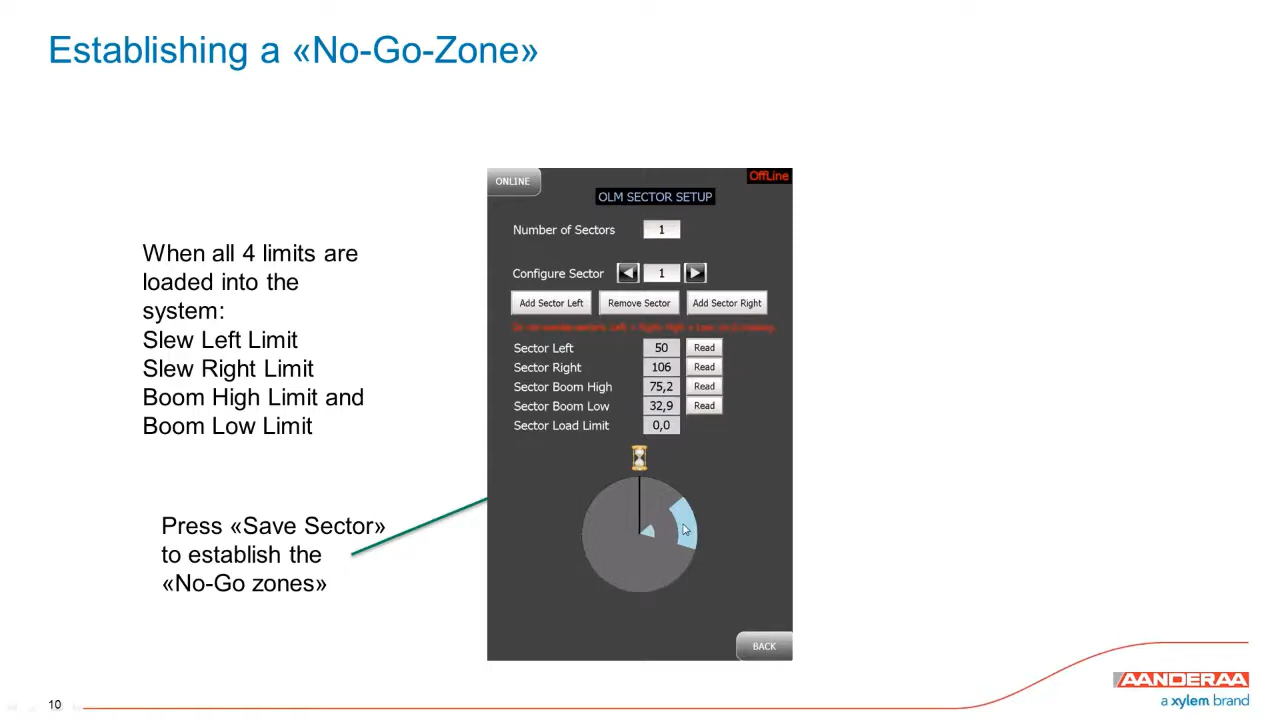 Establishing a «No-Go-Zone»
When all 4 limits are
loaded into the
system:
Slew Left Limit
Slew Right Limit
Boom High Limit and
Boom Low Limit
Press «Save Sector»
to establish the
«No-Go zones»
ONLINE
OffLine
OLM SECTOR SETUP
Number of Sectors 1
Configure Sector 1
Add Sector Left Remove Sector Add Sector Right
Sector Left 50 Read
Sector Right 106 Read
Sector Boom High 75,2 Read
Sector Boom Low 32,9 Read
Sector Load Limit 0,0
BACK
10
AANDERAA
a xylem brand